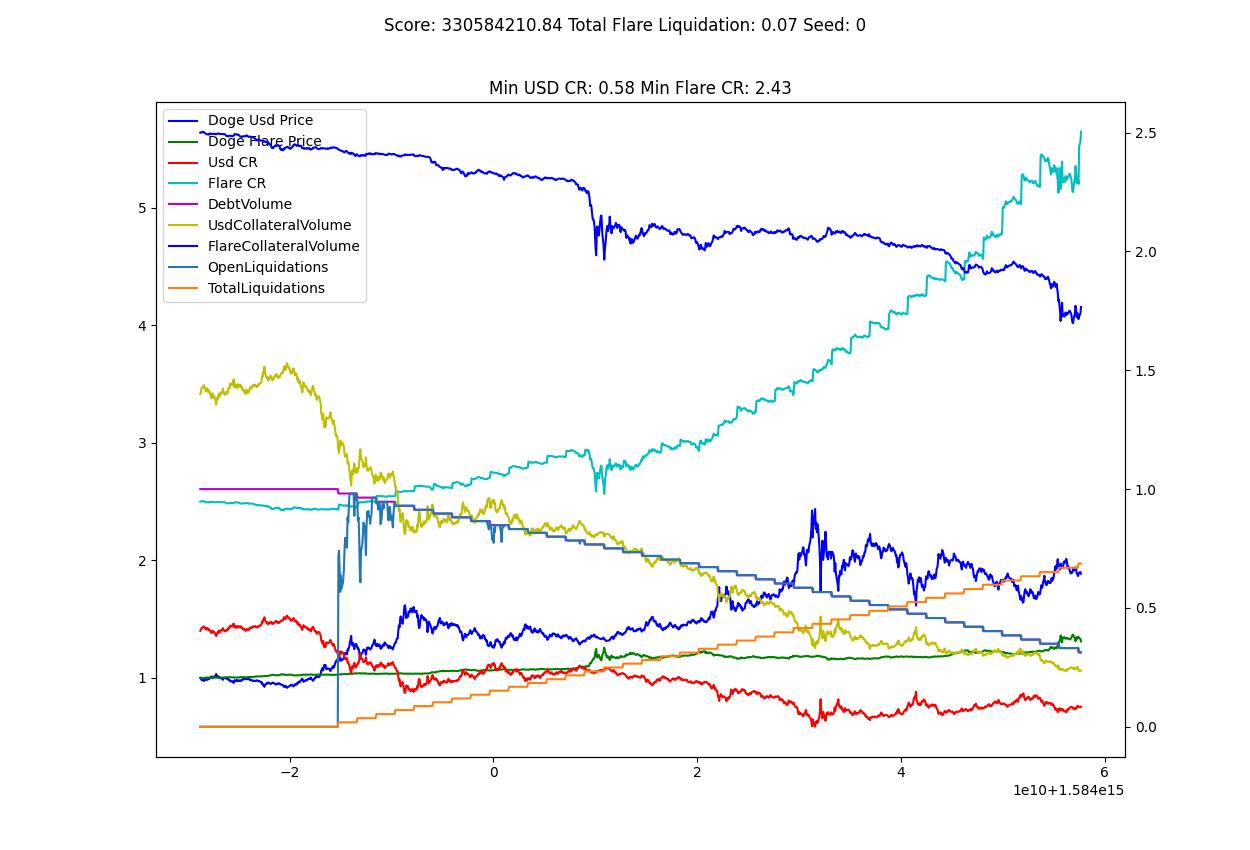 Score: 330584210.84 Total Flare Liquidation: 0.07 Seed: 0
Min USD CR: 0.58 Min Flare CR: 2.43
Doge Usd Price
Doge Flare Price
Usd CR
Flare CR
DebtVolume
UsdCollateralVolume
FlareCollateralVolume
OpenLiquidations
TotalLiquidations
5
4
3
2
1
2.5
2.0
1.5
1.0
0.5
0.0
−2
0
2
4
6
1e10+1.584e15